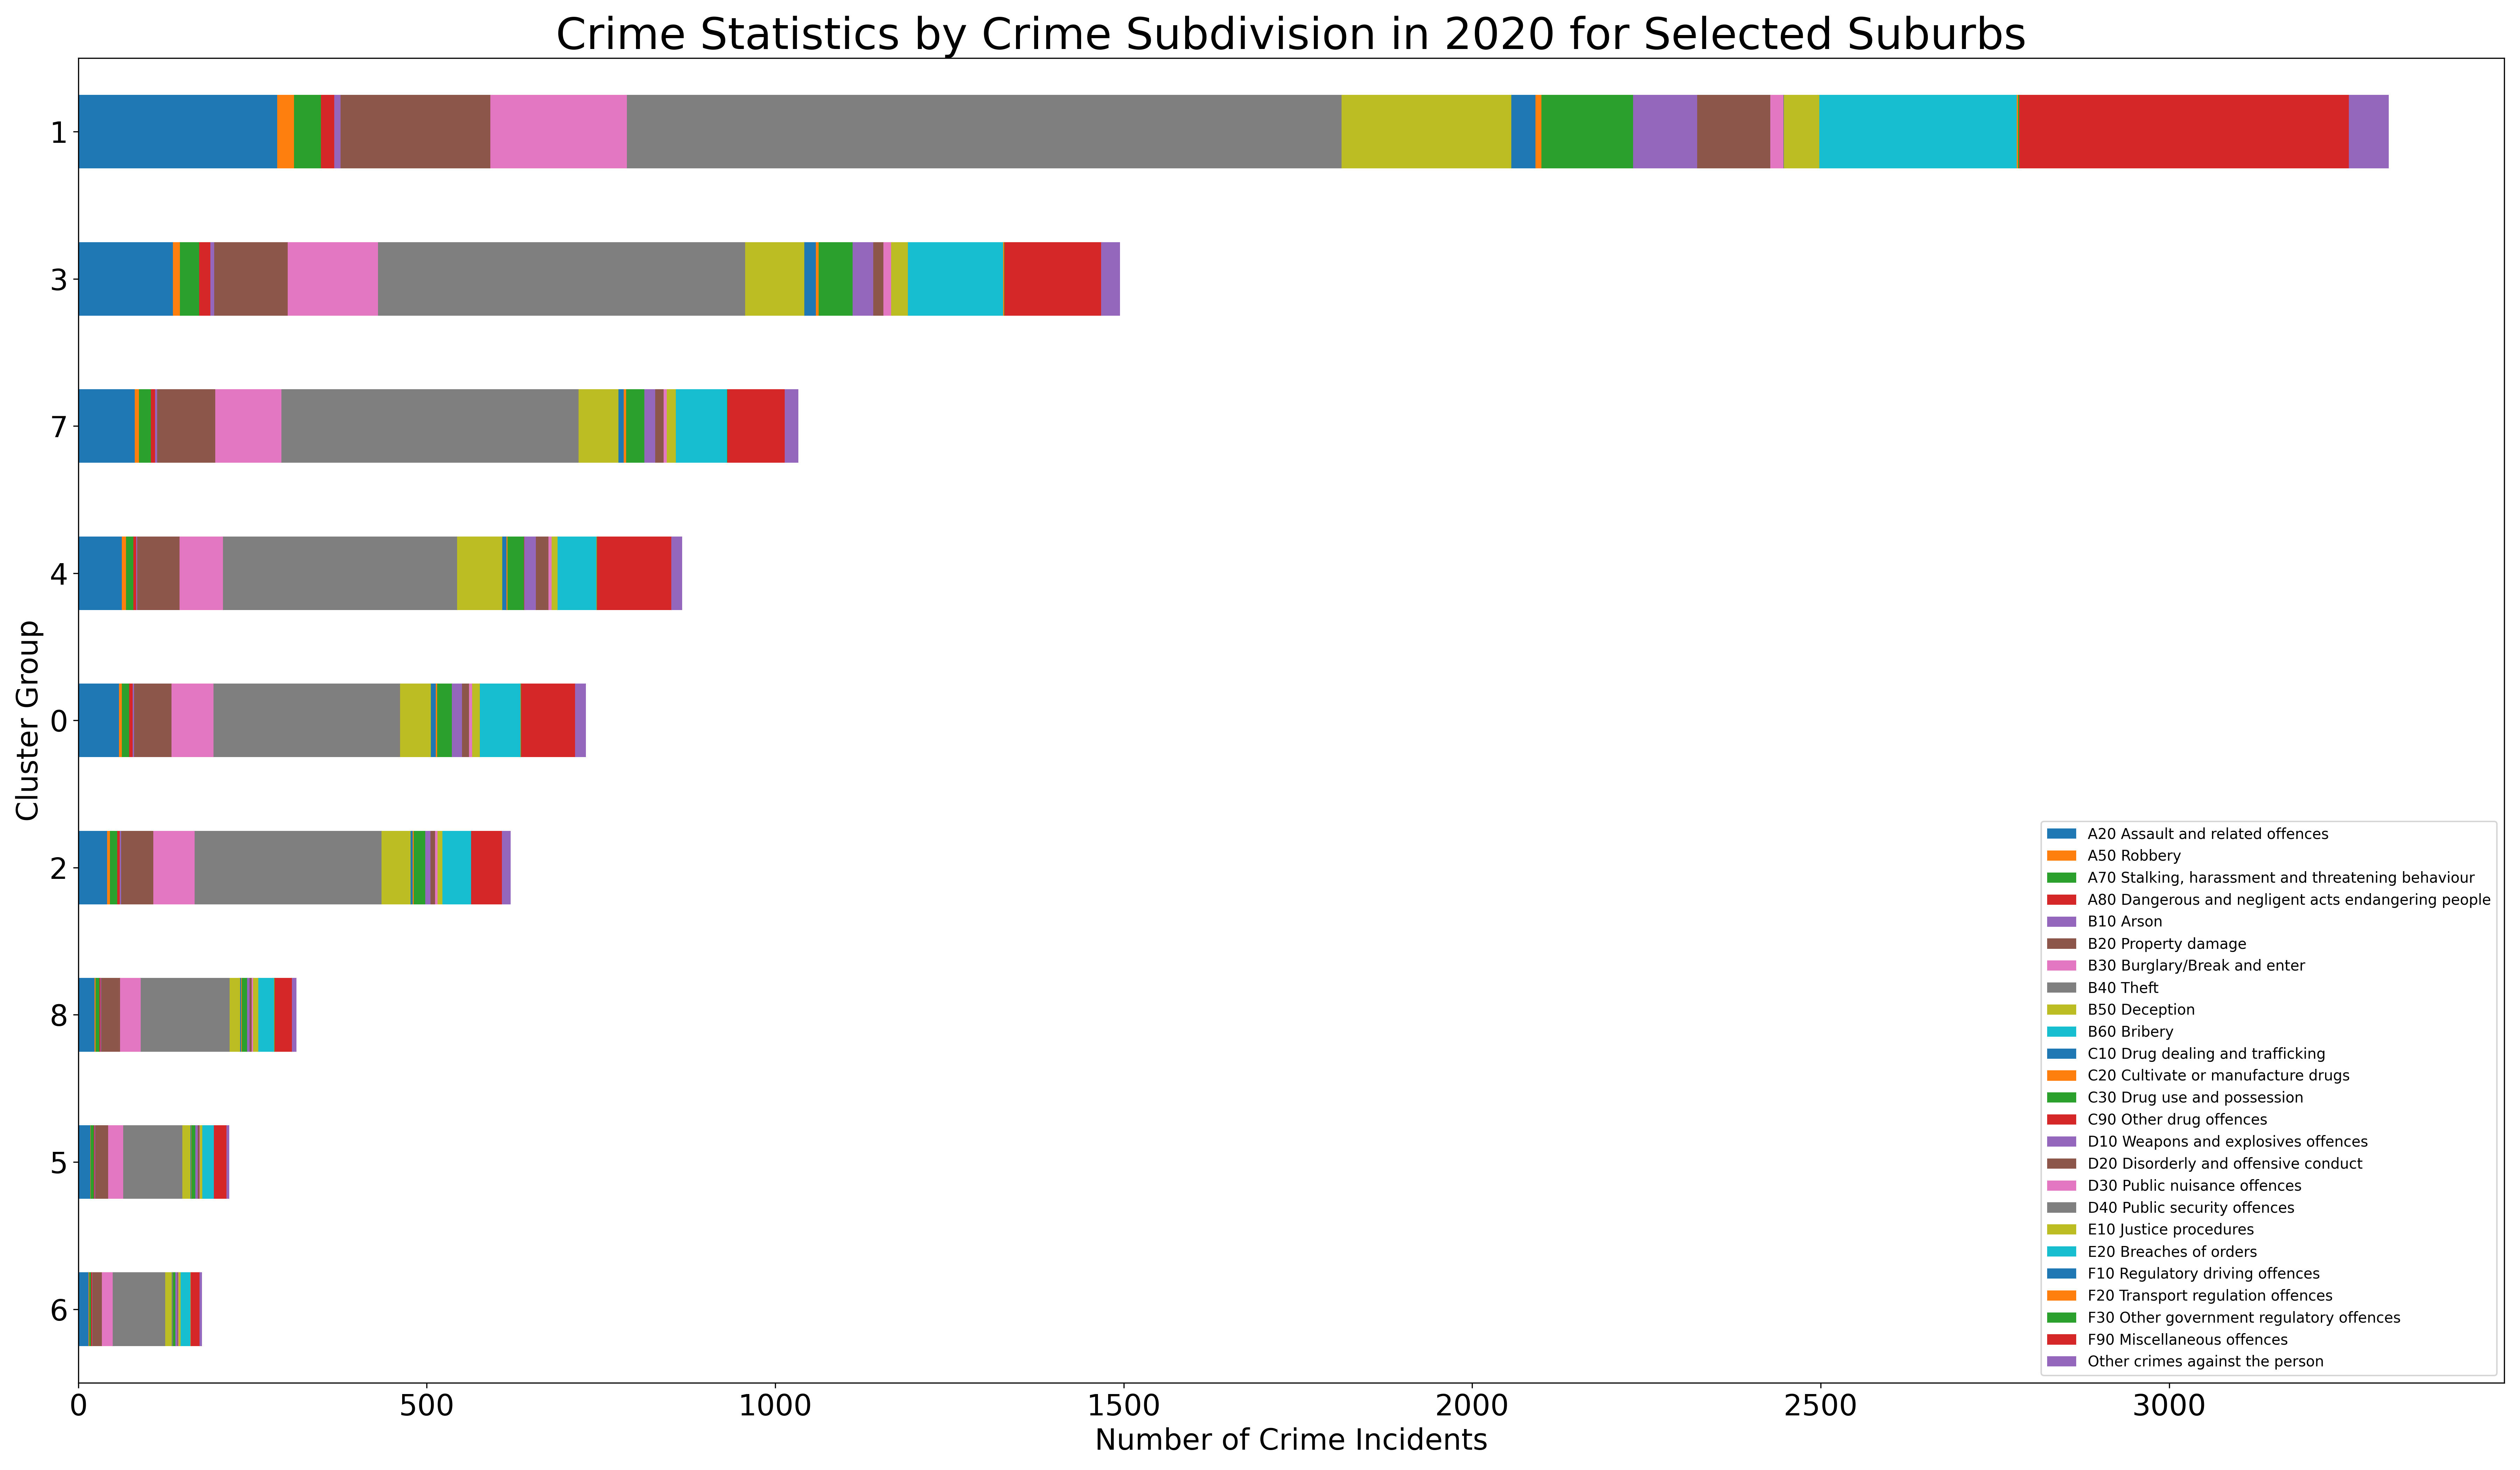 Crime Statistics by Crime Subdivision in 2020 for Selected Suburbs
Cluster Group
1
3
7
4
0
2
8
5
6
A20 Assault and related offences
A50 Robbery
A70 Stalking, harassment and threatening behaviour
A80 Dangerous and negligent acts endangering people
B10 Arson
B20 Property damage
B30 Burglary/Break and enter
B40 Theft
B50 Deception
B60 Bribery
C10 Drug dealing and trafficking
C20 Cultivate or manufacture drugs
C30 Drug use and possession
C90 Other drug offences
D10 Weapons and explosives offences
D20 Disorderly and offensive conduct
D30 Public nuisance offences
D40 Public security offences
E10 Justice procedures
E20 Breaches of orders
F10 Regulatory driving offences
F20 Transport regulation offences
F30 Other government regulatory offences
F90 Miscellaneous offences
Other crimes against the person
0 500 1000 1500 2000 2500 3000
Number of Crime Incidents